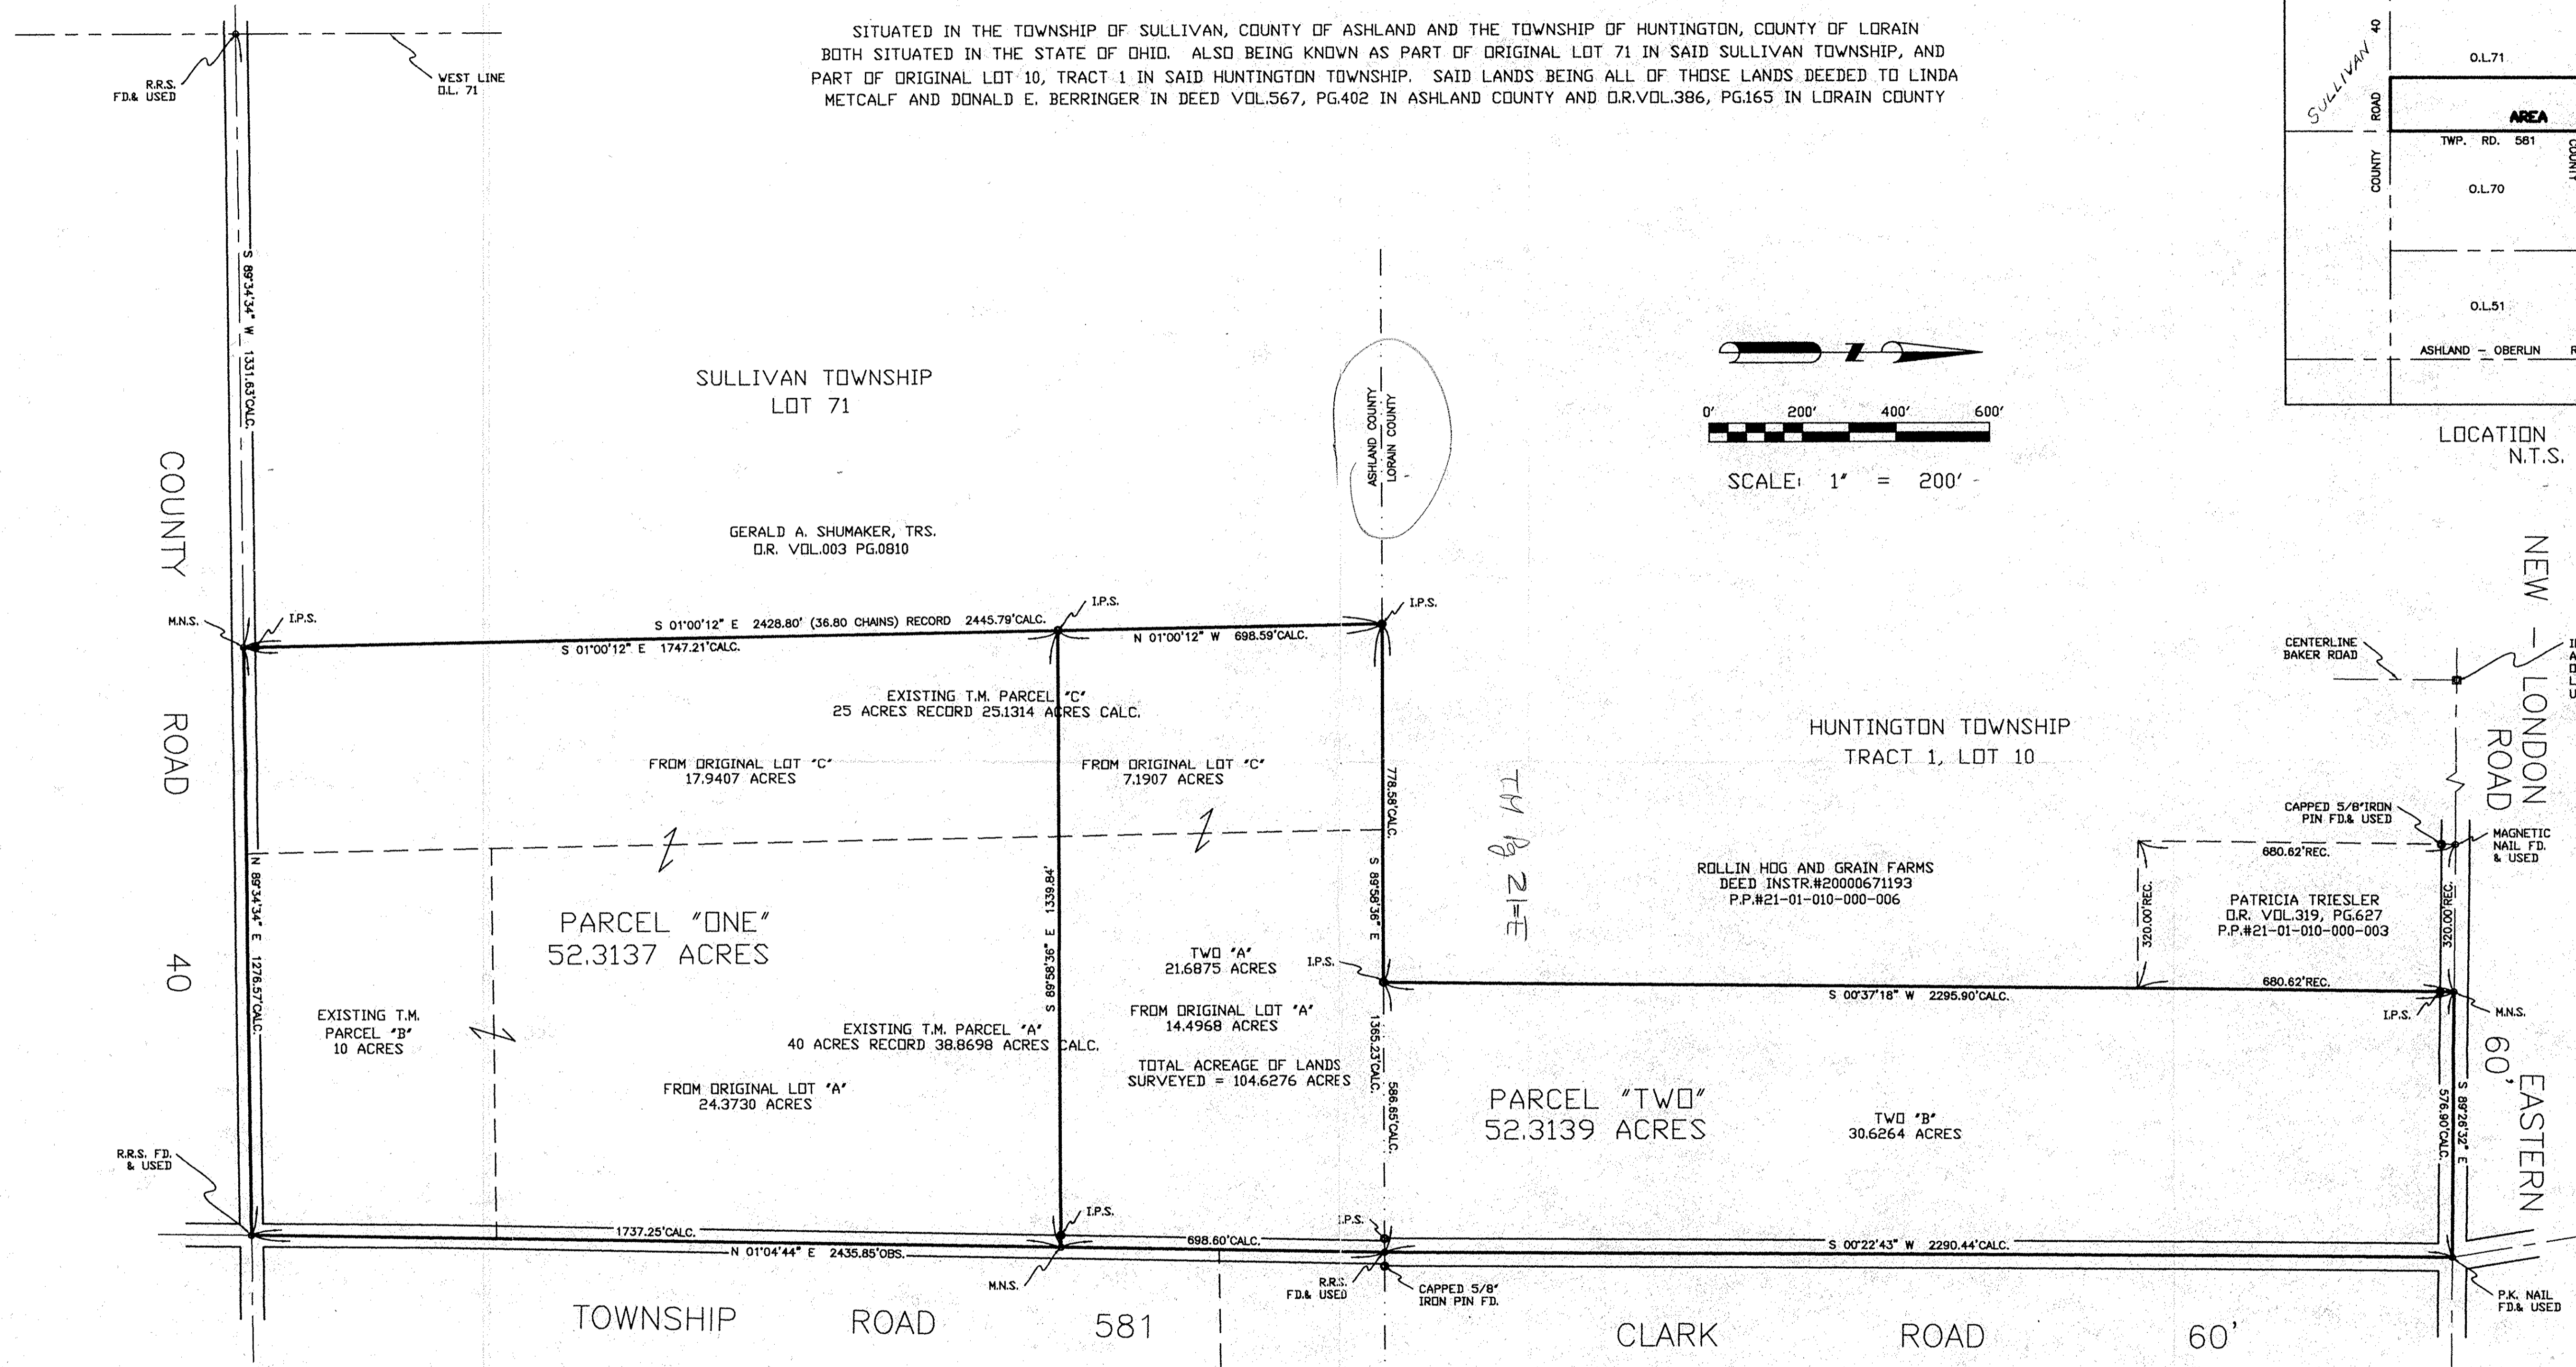 SITUATED IN THE TOWNSHIP OF SULLIVAN, COUNTY OF ASHLAND AND THE TOWNSHIP OF HUNTINGTON, COUNTY OF LORAIN
BOTH SITUATED IN THE STATE OF OHIO. ALSO BEING KNOWN AS PART OF ORIGINAL LOT 71 IN SAID SULLIVAN TOWNSHIP, AND
PART OF ORIGINAL LOT 10, TRACT 1 IN SAID HUNTINGTON TOWNSHIP. SAID LANDS BEING ALL OF THOSE LANDS DEEDED TO LINDA
METCALF AND DONALD E. BERRINGER IN DEED VOL.567, PG.402 IN ASHLAND COUNTY AND O.R.VOL.386, PG.165 IN LORAIN COUNTY
R.R.S.
FD.& USED
WEST LINE
O.L. 71
SULLIVAN
COUNTY ROAD 40
O.L.71
AREA
TWP. RD. 581
COUNTY
O.L.70
O.L.51
ASHLAND - OBERLIN
LOCATION
N.T.S.
S 89°34'34" W 1331.63'CALC.
SULLIVAN TOWNSHIP
LOT 71
ASHLAND COUNTY
LORAIN COUNTY
Z
0' 200' 400' 600'
SCALE: 1" = 200'
COUNTY ROAD 40
GERALD A. SHUMAKER, TRS.
O.R. VOL.003 PG.0810
M.N.S.
I.P.S.
S 01°00'12" E 2428.80' (36.80 CHAINS) RECORD 2445.79'CALC.
S 01°00'12" E 1747.21'CALC.
I.P.S.
N 01°00'12" W 698.59'CALC.
I.P.S.
EXISTING T.M. PARCEL "C"
25 ACRES RECORD 25.1314 ACRES CALC.
FROM ORIGINAL LOT "C"
17.9407 ACRES
FROM ORIGINAL LOT "C"
7.1907 ACRES
778.58'CALC.
S 89°58'36" E
TM Pg 21-E
HUNTINGTON TOWNSHIP
TRACT 1, LOT 10
CENTERLINE
BAKER ROAD
NEW - LONDON
ROAD
EASTERN
60'
CAPPED 5/8"IRON
PIN FD.& USED
MAGNETIC
NAIL FD.
& USED
680.62'REC.
320.00'REC.
320.00'REC.
ROLLIN HOG AND GRAIN FARMS
DEED INSTR.#20000671193
P.P.#21-01-010-000-006
PATRICIA TRIESLER
O.R. VOL.319, PG.627
P.P.#21-01-010-000-003
680.62'REC.
N 89°34'34" E 1276.57'CALC.
PARCEL "ONE"
52.3137 ACRES
S 89°58'36" E 1339.84'
TWO "A"
21.6875 ACRES
I.P.S.
S 00°37'18" W 2295.90'CALC.
I.P.S.
M.N.S.
EXISTING T.M.
PARCEL "B"
10 ACRES
EXISTING T.M. PARCEL "A"
40 ACRES RECORD 38.8698 ACRES CALC.
FROM ORIGINAL LOT "A"
14.4968 ACRES
FROM ORIGINAL LOT "A"
24.3730 ACRES
TOTAL ACREAGE OF LANDS
SURVEYED = 104.6276 ACRES
1365.23'CALC.
586.65'CALC.
PARCEL "TWO"
52.3139 ACRES
TWO "B"
30.6264 ACRES
S 89°26'32" E
576.90'CALC.
R.R.S. FD.
& USED
1737.25'CALC.
N 01°04'44" E 2435.85'OBS.
I.P.S.
M.N.S.
698.60'CALC.
I.P.S.
R.R.S.
FD.& USED
CAPPED 5/8"
IRON PIN FD.
S 00°22'43" W 2290.44'CALC.
P.K. NAIL
FD.& USED
TOWNSHIP ROAD 581
CLARK ROAD 60'